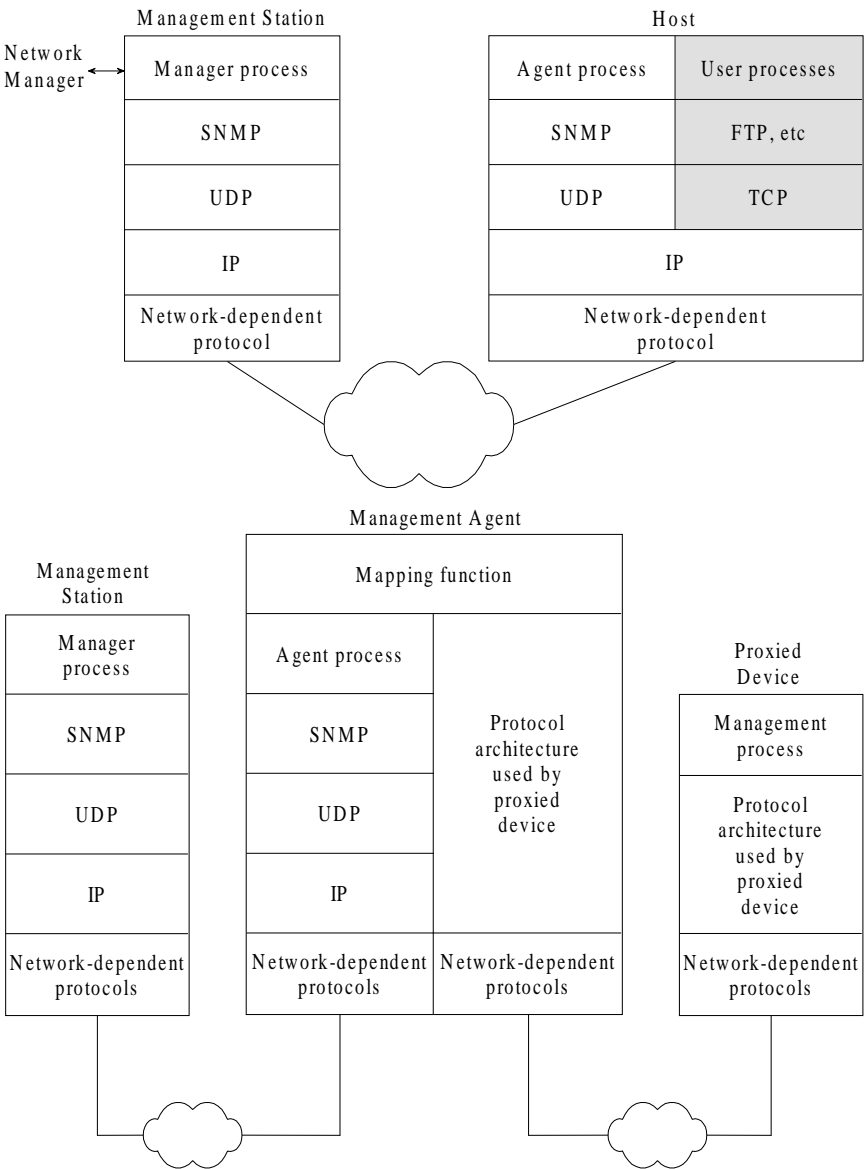 Management Station
Network
Manager
Manager process
SNMP
UDP
IP
Network-dependent
protocol
Host
Agent process
User processes
SNMP
FTP, etc
UDP
TCP
IP
Network-dependent
protocol
Management
Station
Manager
process
SNMP
UDP
IP
Network-dependent
protocols
Management Agent
Mapping function
Agent process
SNMP
UDP
IP
Network-dependent
protocols
Protocol
architecture
used by
proxied
device
Network-dependent
protocols
Proxied
Device
Management
process
Protocol
architecture
used by
proxied
device
Network-dependent
protocols